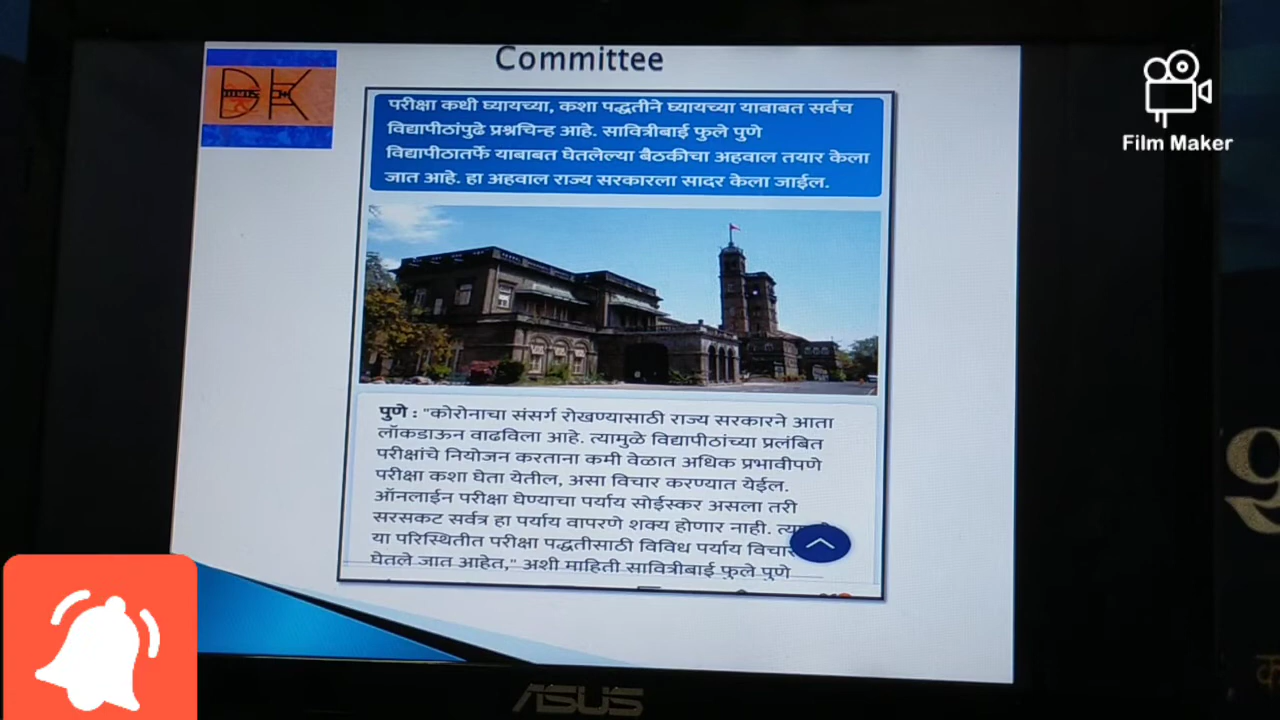 Committee
DK
Film Maker
परीक्षा कधी घ्यायच्या, कशा पद्धतीने घ्यायच्या याबाबत सर्वच
विद्यापीठांपुढे प्रश्नचिन्ह आहे. सावित्रीबाई फुले पुणे
विद्यापीठातर्फे याबाबत घेतलेल्या बैठकीचा अहवाल तयार केला
जात आहे. हा अहवाल राज्य सरकारला सादर केला जाईल.
पुणे : "कोरोनाचा संसर्ग रोखण्यासाठी राज्य सरकारने आता
लॉकडाऊन वाढविला आहे. त्यामुळे विद्यापीठांच्या प्रलंबित
परीक्षांचे नियोजन करताना कमी वेळात अधिक प्रभावीपणे
परीक्षा कशा घेता येतील, असा विचार करण्यात येईल.
ऑनलाईन परीक्षा घेण्याचा पर्याय सोईस्कर असला तरी
सरसकट सर्वत्र हा पर्याय वापरणे शक्य होणार नाही.
या परिस्थितीत परीक्षा पद्धतीसाठी विविध पर्याय
घेतले जात आहेत," अशी माहिती सावित्रीबाई फुले पुणे
ASUS